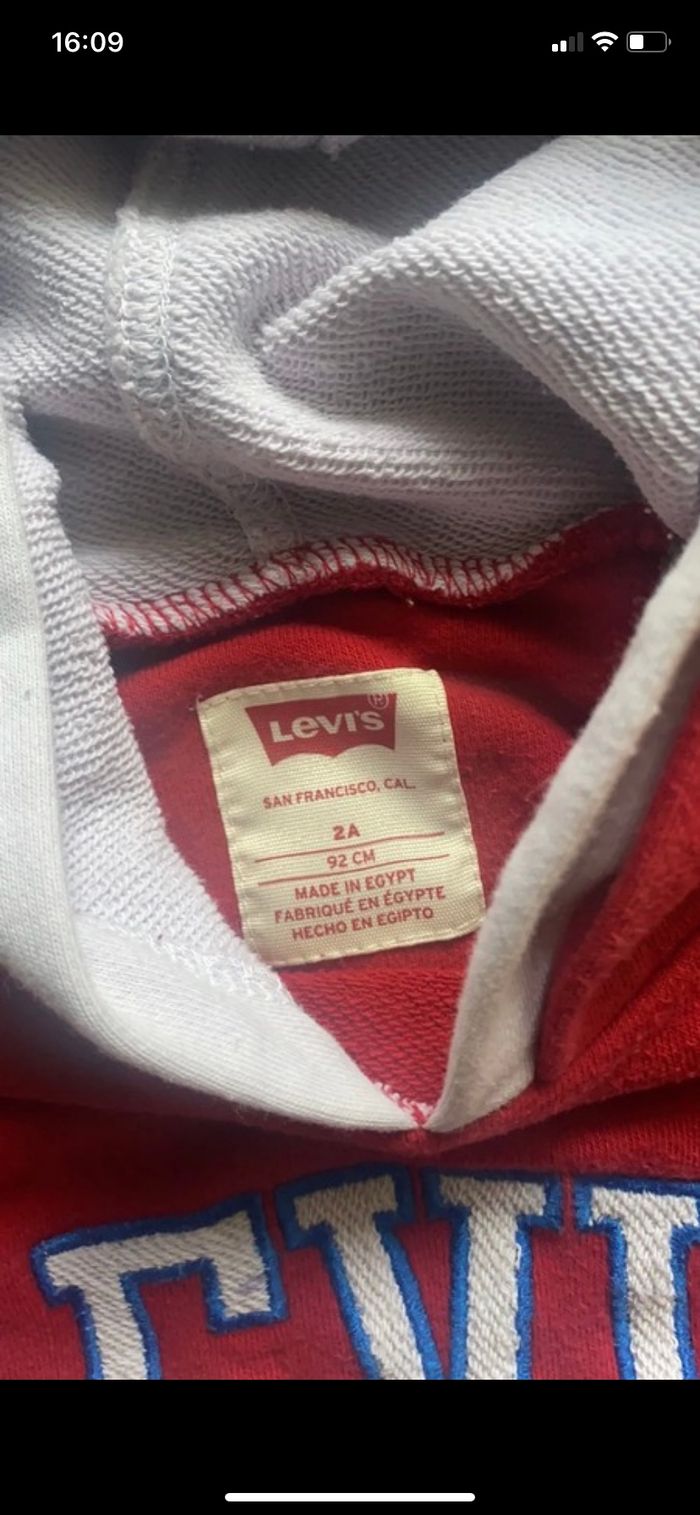 16:09
LEVI'S®
SAN FRANCISCO, CAL.
2A
92 CM
MADE IN EGYPT
FABRIQUÉ EN ÉGYPTE
HECHO EN EGIPTO